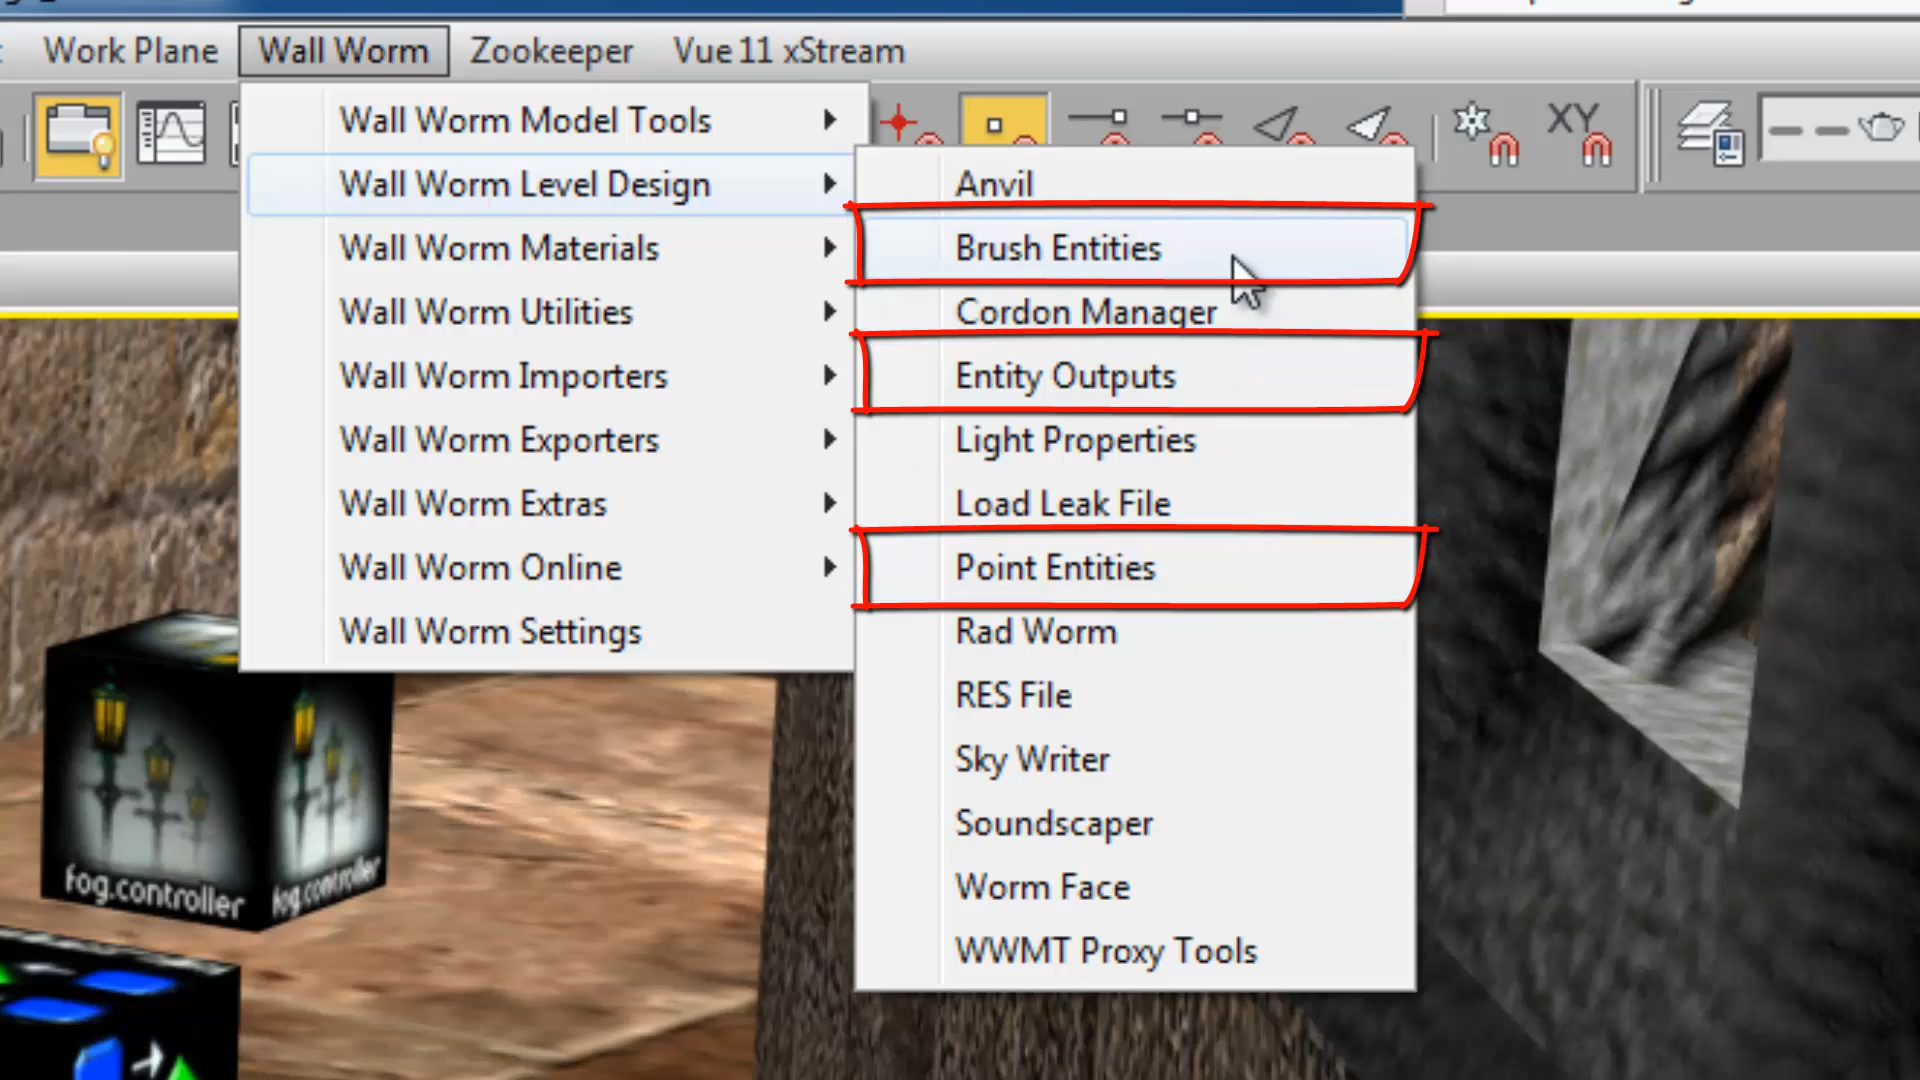 Work Plane Wall Worm Zookeeper Vue 11 xStream
Wall Worm Model Tools
Wall Worm Level Design
Wall Worm Materials
Wall Worm Utilities
Wall Worm Importers
Wall Worm Exporters
Wall Worm Extras
Wall Worm Online
Wall Worm Settings
XY
Anvil
Brush Entities
Cordon Manager
Entity Outputs
Light Properties
Load Leak File
Point Entities
Rad Worm
RES File
Sky Writer
Soundscaper
Worm Face
WWMT Proxy Tools
fog.controller
fog.controller